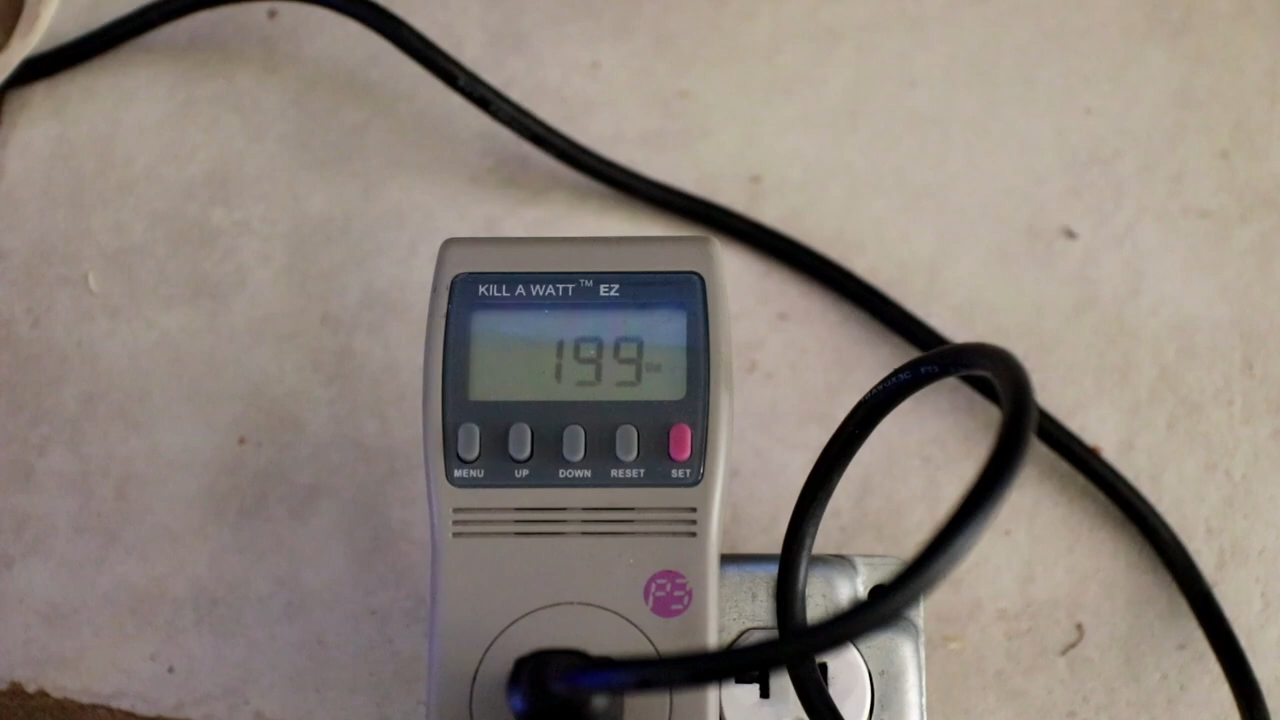 KILL A WATT™ EZ
199
MENU UP DOWN RESET SET
P3